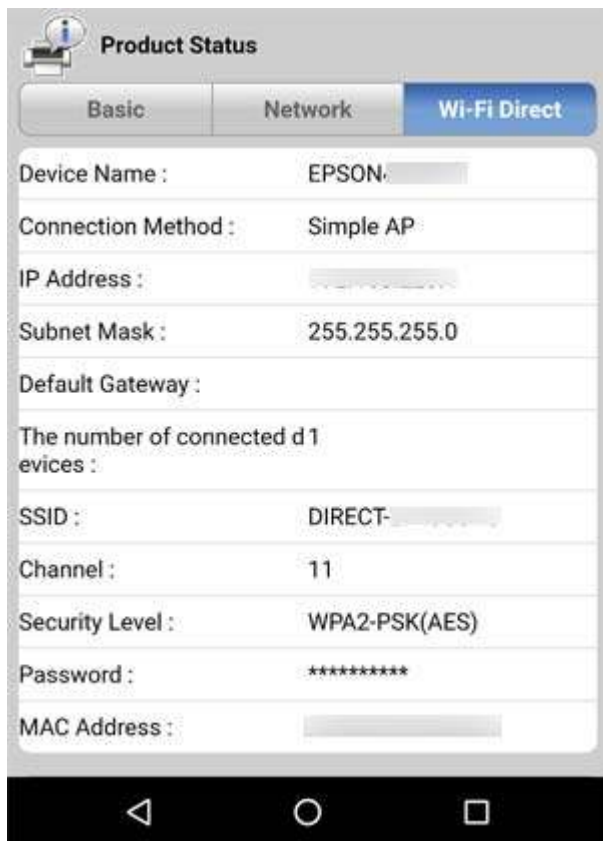 Product Status
Basic Network Wi-Fi Direct
Device Name : EPSON
Connection Method : Simple AP
IP Address :
Subnet Mask : 255.255.255.0
Default Gateway :
The number of connected d 1
evices :
SSID : DIRECT-
Channel : 11
Security Level : WPA2-PSK(AES)
Password : **********
MAC Address :